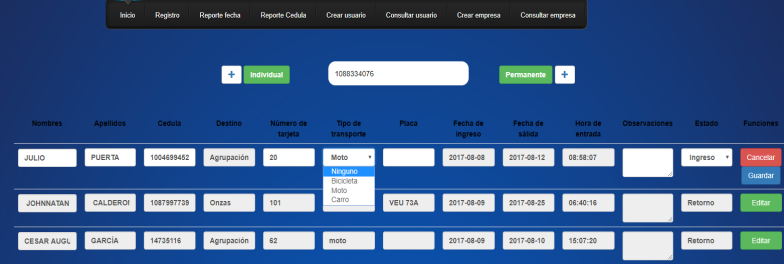 Inicio Registro Reporte fecha Reporte Cedula Crear usuario Consultar usuario Crear empresa Consultar empresa
+ Individual 1088334076 Permanente +
Nombres Apellidos Cedula Destino Número de tarjeta Tipo de transporte Placa Fecha de ingreso Fecha de sálida Hora de entrada Observaciones Estado Funciones
JULIO PUERTA 1004699452 Agrupación 20 Moto 2017-08-08 2017-08-12 08:58:07 Ingreso Cancelar
Guardar
Ninguno
Bicicleta
Moto
Carro
JOHNNATAN CALDEROI 1087997739 Onzas 101 VEU 73A 2017-08-09 2017-08-25 06:40:16 Retorno Editar
CESAR AUGL GARCÍA 14735116 Agrupación 62 moto 2017-08-09 2017-08-10 15:07:20 Retorno Editar